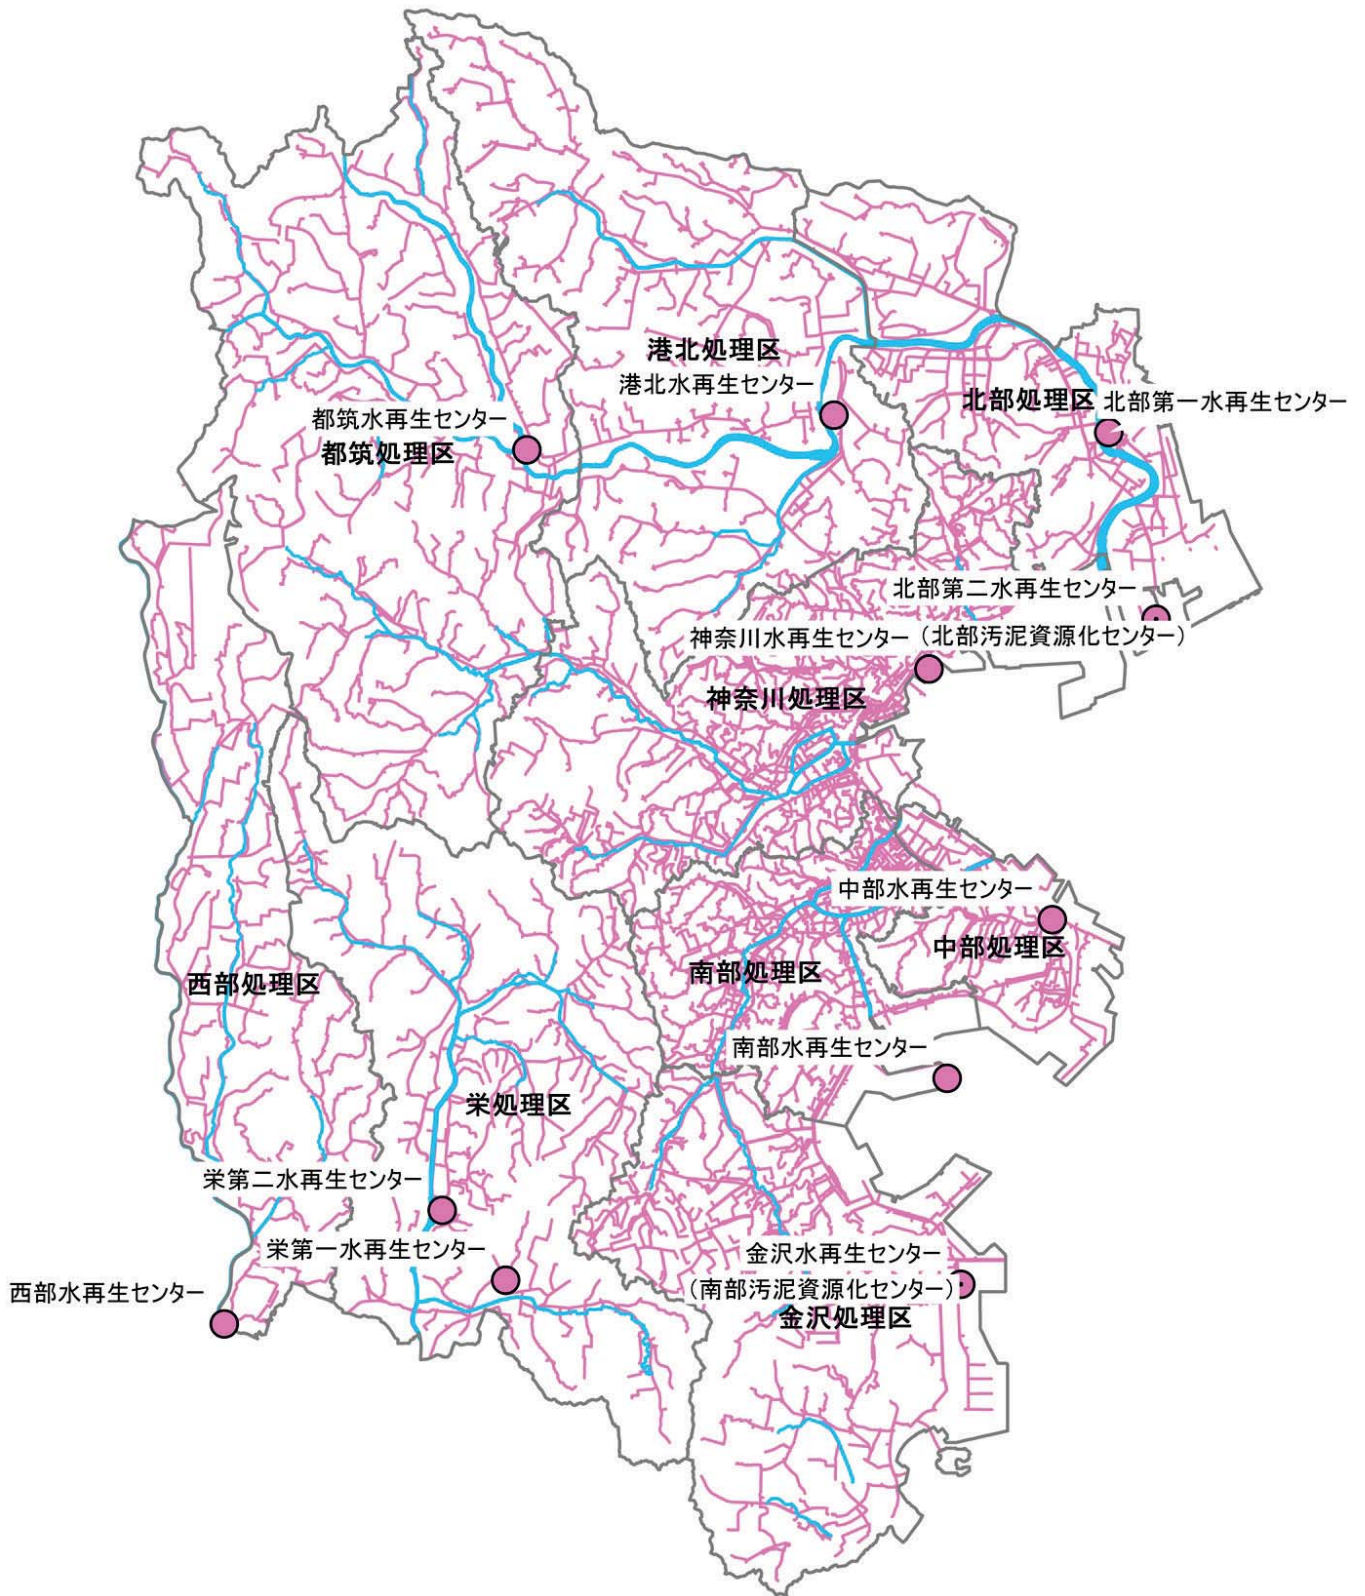 港北処理区
港北水再生センター
北部処理区
北部第一水再生センター
都筑水再生センター
都筑処理区
北部第二水再生センター
神奈川水再生センター
（北部汚泥資源化センター）
神奈川処理区
中部水再生センター
中部処理区
南部処理区
西部処理区
南部水再生センター
栄処理区
栄第二水再生センター
栄第一水再生センター
金沢水再生センター
（南部汚泥資源化センター）
西部水再生センター
金沢処理区